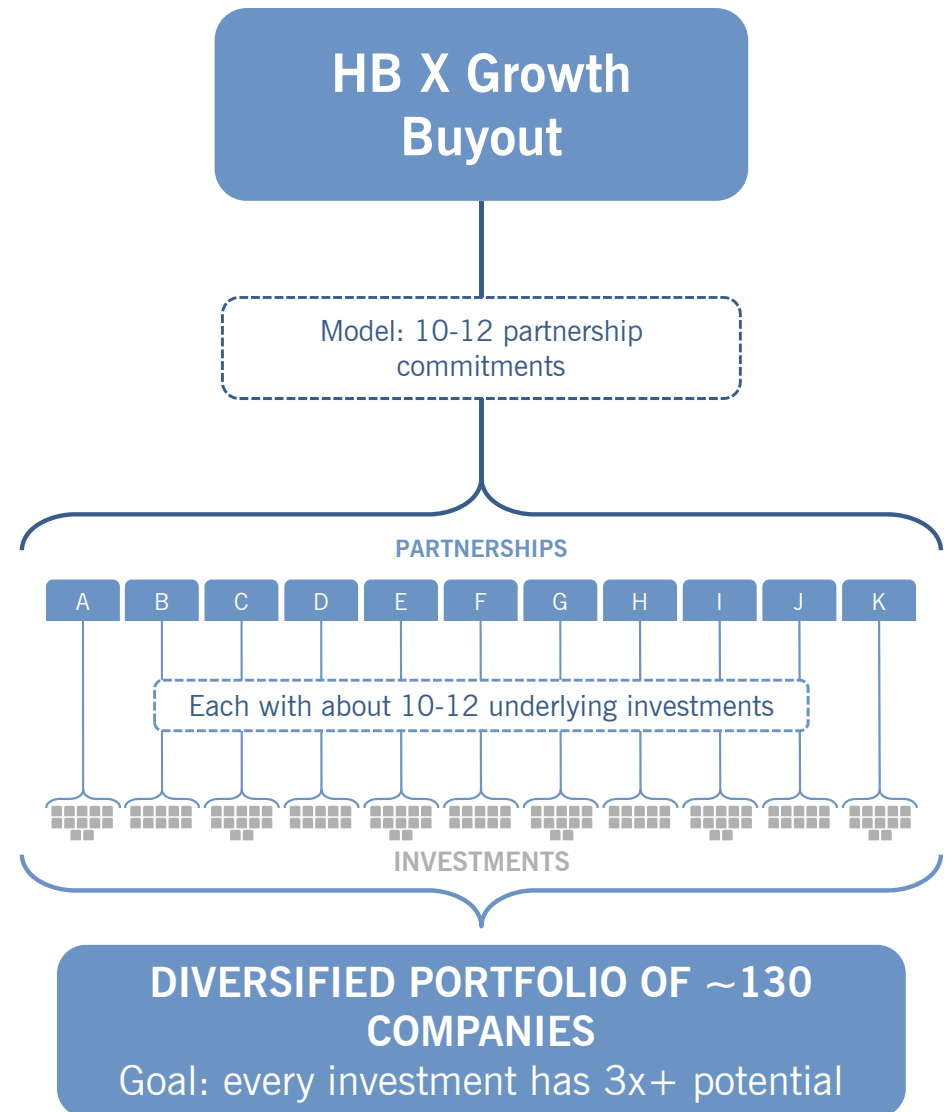 HB X Growth
Buyout
Model: 10-12 partnership
commitments
PARTNERSHIPS
A B C D E F G H I J K
Each with about 10-12 underlying investments
INVESTMENTS
DIVERSIFIED PORTFOLIO OF ~130
COMPANIES
Goal: every investment has 3x+ potential